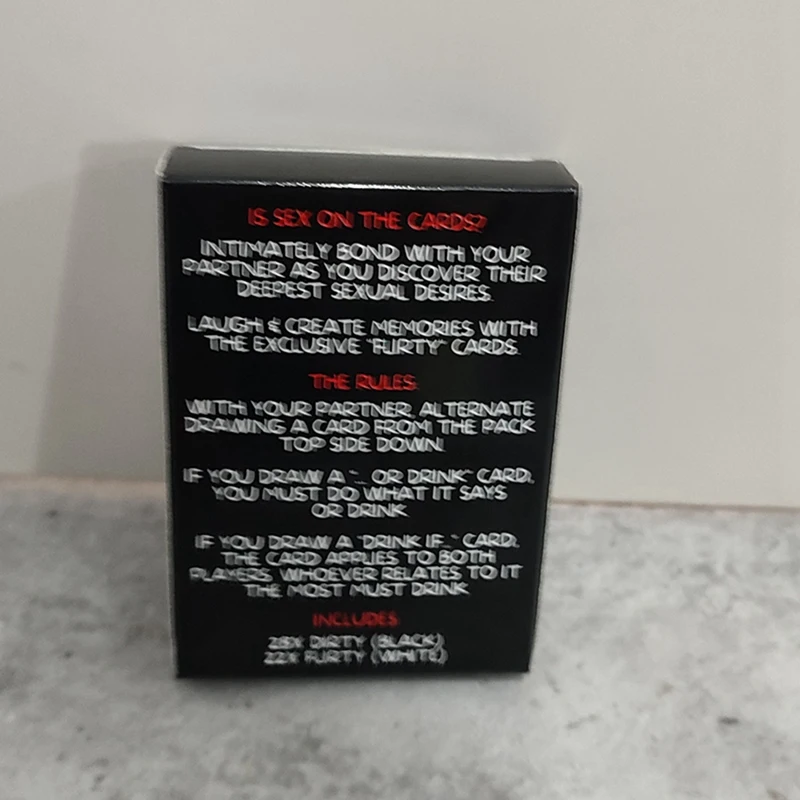 IS SEX ON THE CARDS?
INTIMATELY BOND WITH YOUR
PARTNER AS YOU DISCOVER THEIR
DEEPEST SEXUAL DESIRES.
LAUGH & CREATE MEMORIES WITH
THE EXCLUSIVE "FLIRTY" CARDS.
THE RULES:
WITH YOUR PARTNER, ALTERNATE
DRAWING A CARD FROM THE PACK
TOP SIDE DOWN.
IF YOU DRAW A "... OR DRINK" CARD,
YOU MUST DO WHAT IT SAYS
OR DRINK.
IF YOU DRAW A "DRINK IF..." CARD,
THE CARD APPLIES TO BOTH
PLAYERS, WHOEVER RELATES TO IT
THE MOST MUST DRINK.
INCLUDES:
28X DIRTY (BLACK)
22X FLIRTY (WHITE)